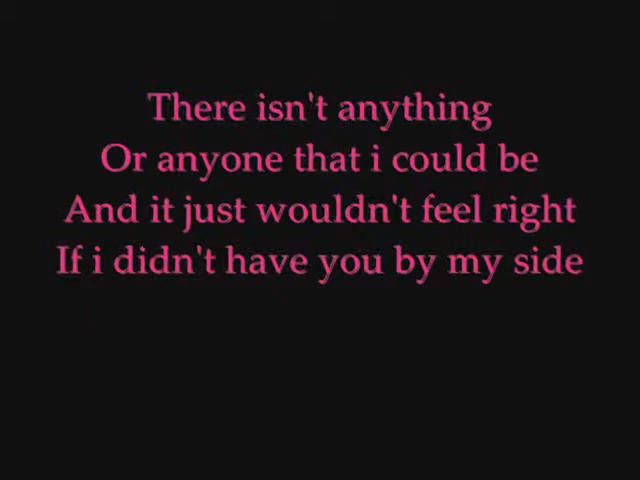 There isn't anything
Or anyone that i could be
And it just wouldn't feel right
If i didn't have you by my side